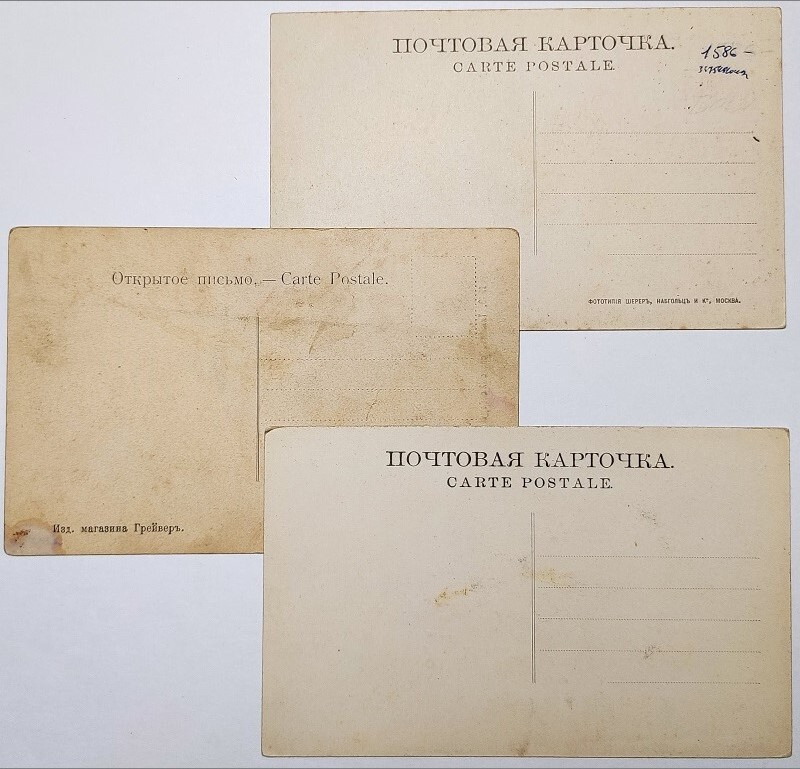 ПОЧТОВАЯ КАРТОЧКА.
CARTE POSTALE.
1586 –
ФОТОТИПІЯ ШЕРЕРЪ, НАБГОЛЬЦЪ И Кº, МОСКВА.
Открытое письмо. — Carte Postale.
Изд. магазина Грейверъ.
ПОЧТОВАЯ КАРТОЧКА.
CARTE POSTALE.